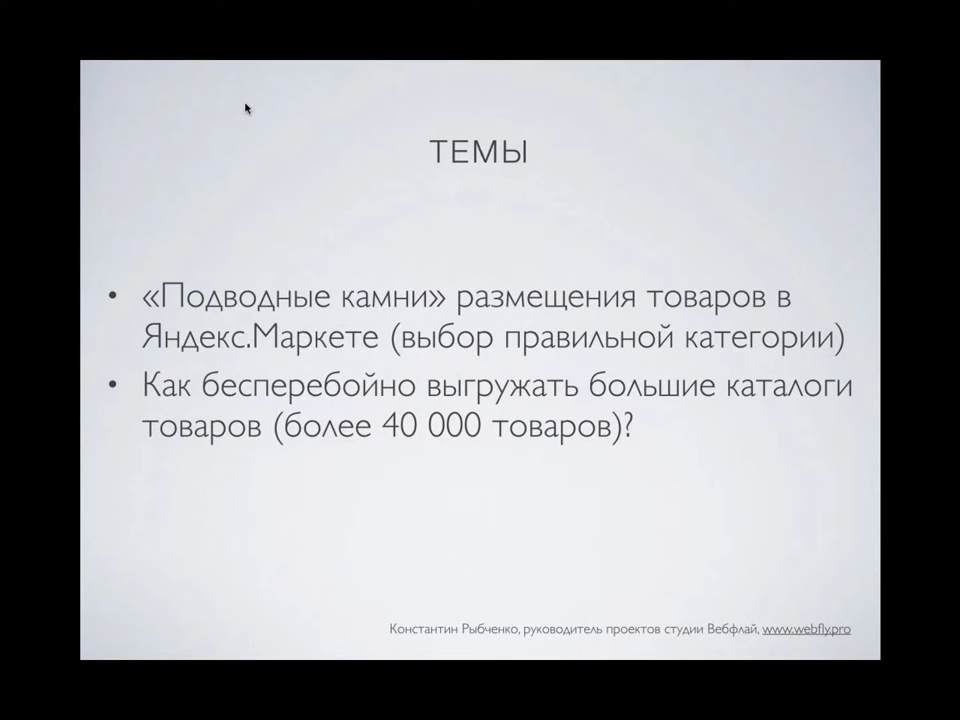 ТЕМЫ
• «Подводные камни» размещения товаров в
Яндекс.Маркете (выбор правильной категории)
• Как бесперебойно выгружать большие каталоги
товаров (более 40 000 товаров)?
Константин Рыбченко, руководитель проектов студии Вебфлай, www.webfly.pro